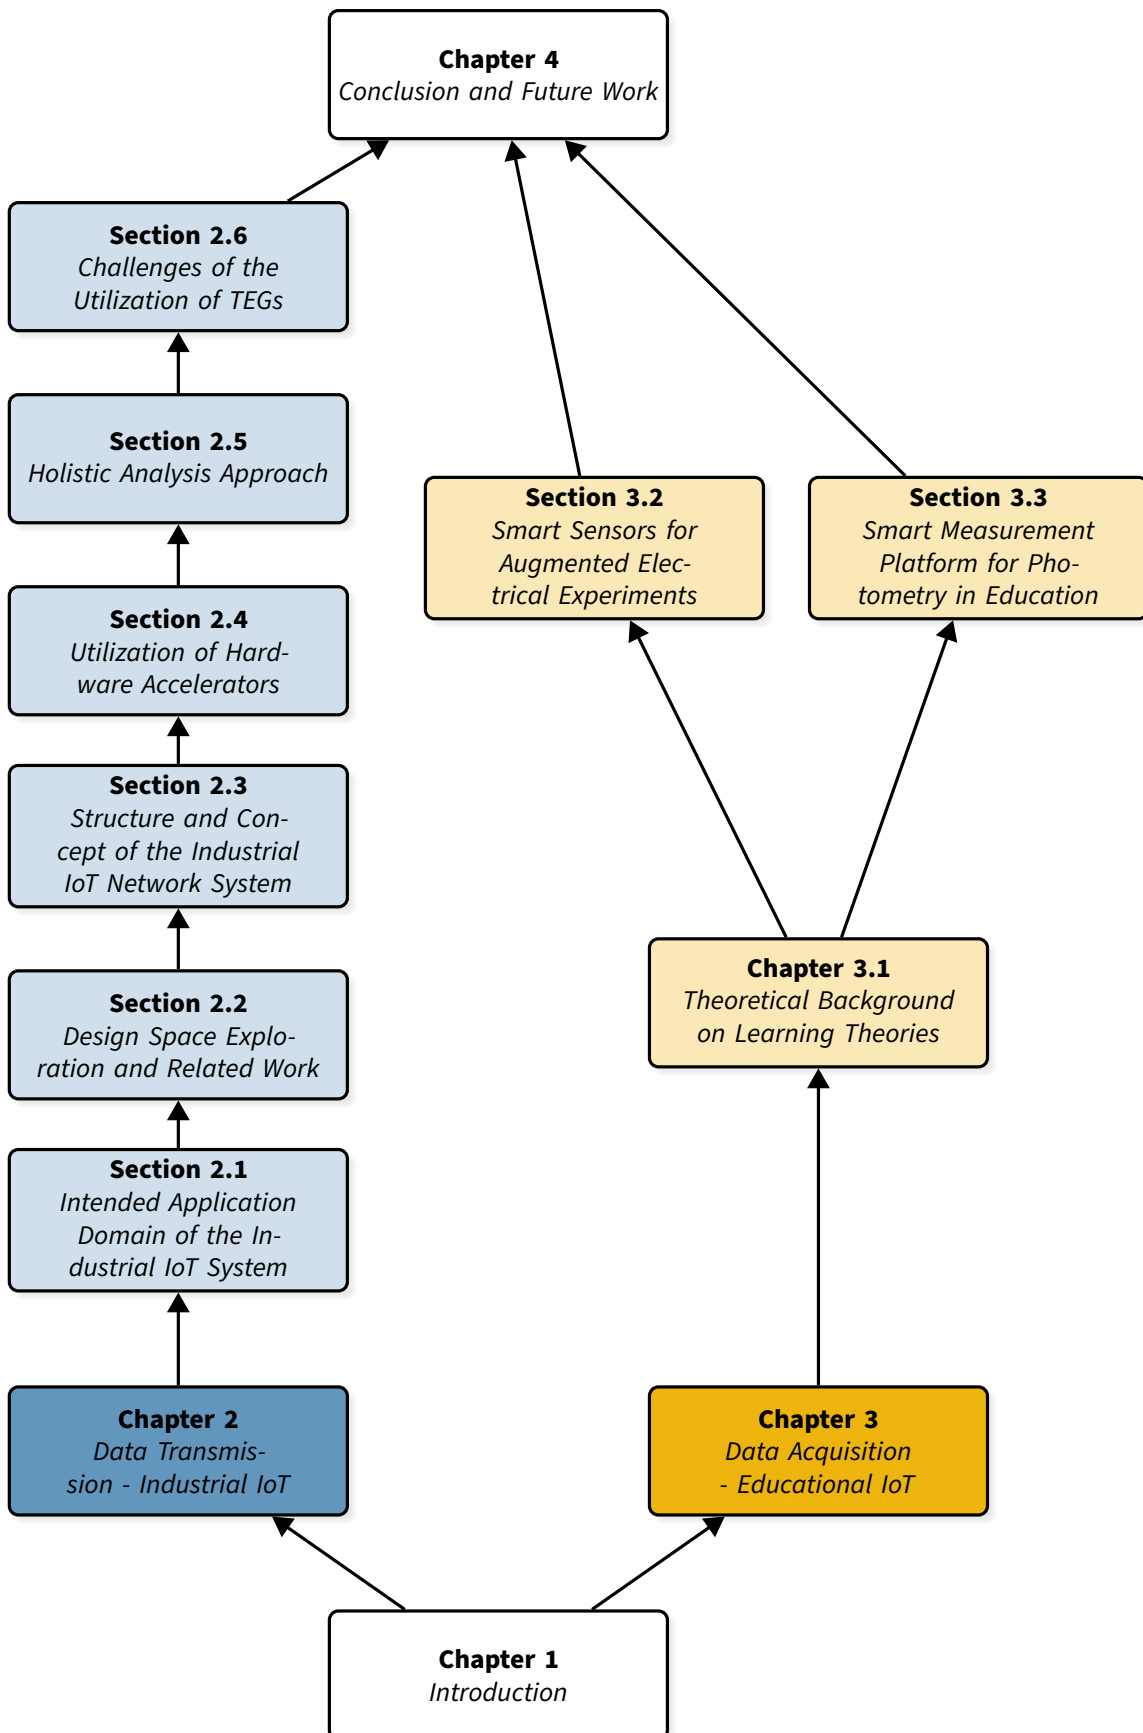 Chapter 4
Conclusion and Future Work
Section 2.6
Challenges of the
Utilization of TEGs
Section 2.5
Holistic Analysis Approach
Section 3.2
Smart Sensors for
Augmented Elec-
trical Experiments
Section 3.3
Smart Measurement
Platform for Pho-
tometry in Education
Section 2.4
Utilization of Hard-
ware Accelerators
Section 2.3
Structure and Con-
cept of the Industrial
IoT Network System
Chapter 3.1
Theoretical Background
on Learning Theories
Section 2.2
Design Space Explo-
ration and Related Work
Section 2.1
Intended Application
Domain of the In-
dustrial IoT System
Chapter 2
Data Transmis-
sion - Industrial IoT
Chapter 3
Data Acquisition
- Educational IoT
Chapter 1
Introduction